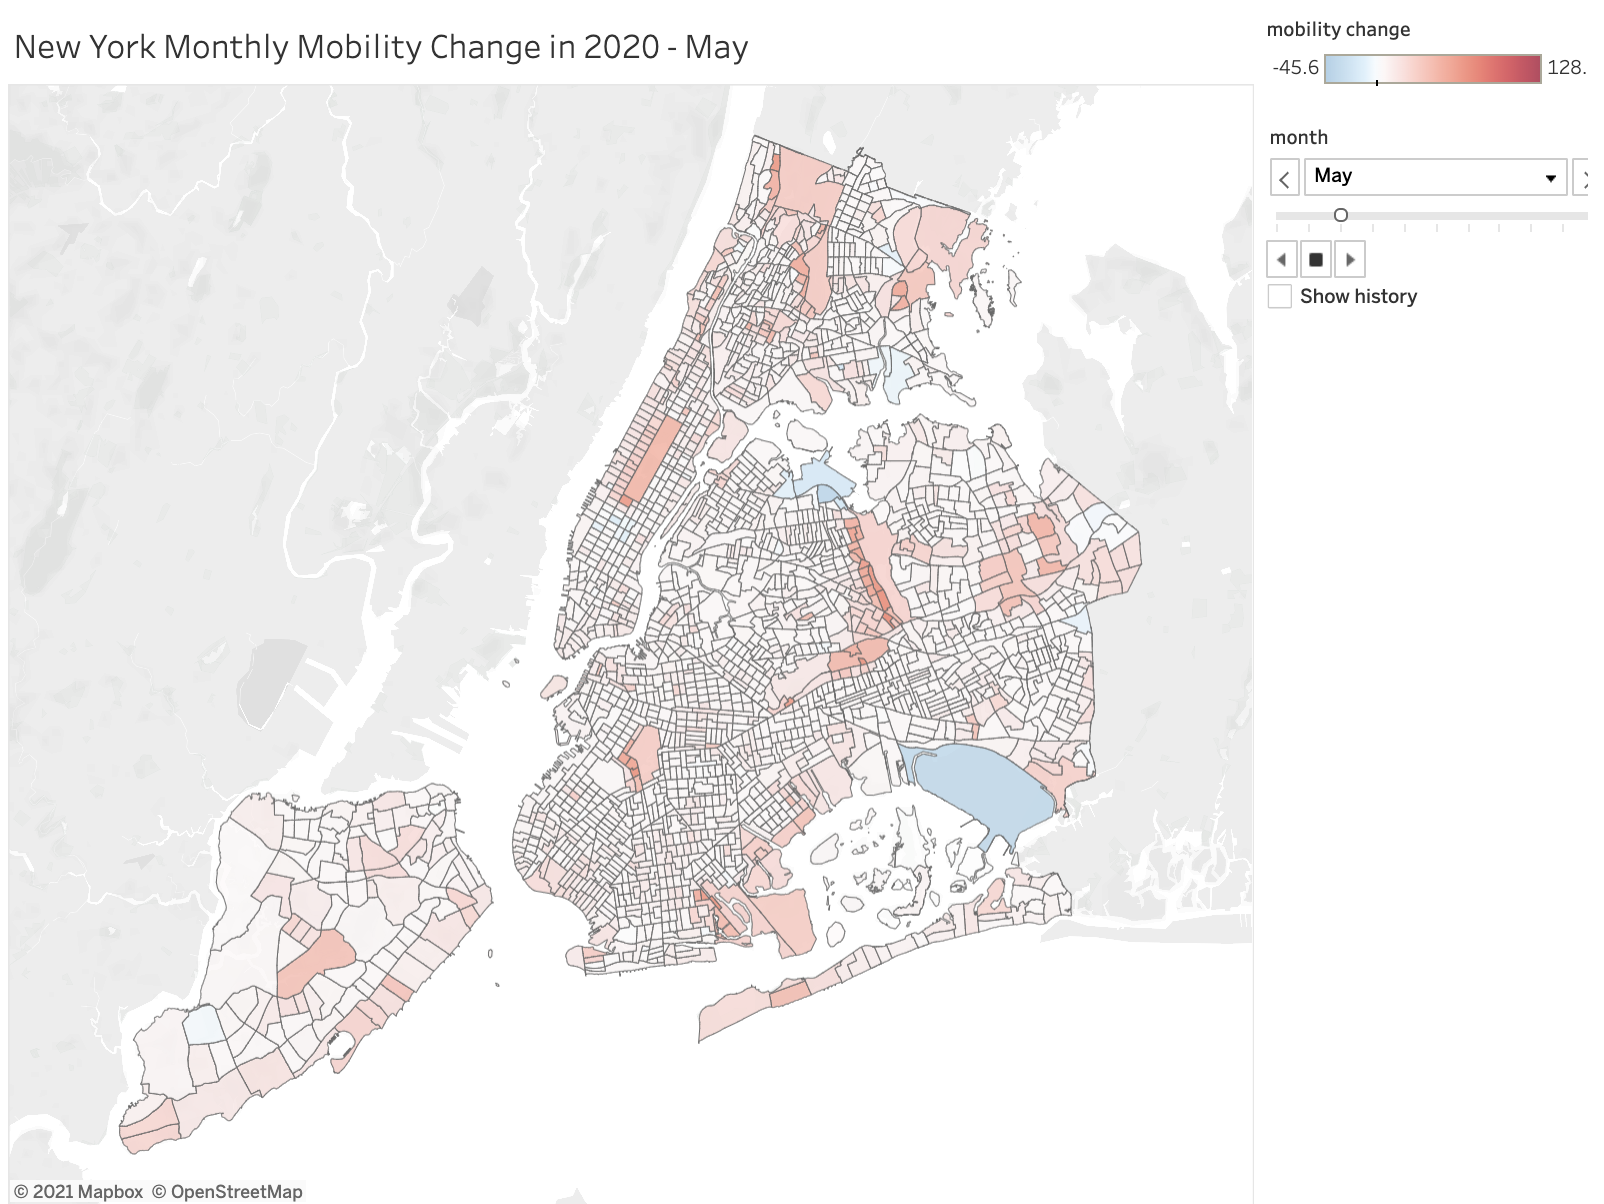 New York Monthly Mobility Change in 2020 - May
mobility change
-45.6
128.
month
May
Show history
© 2021 Mapbox © OpenStreetMap